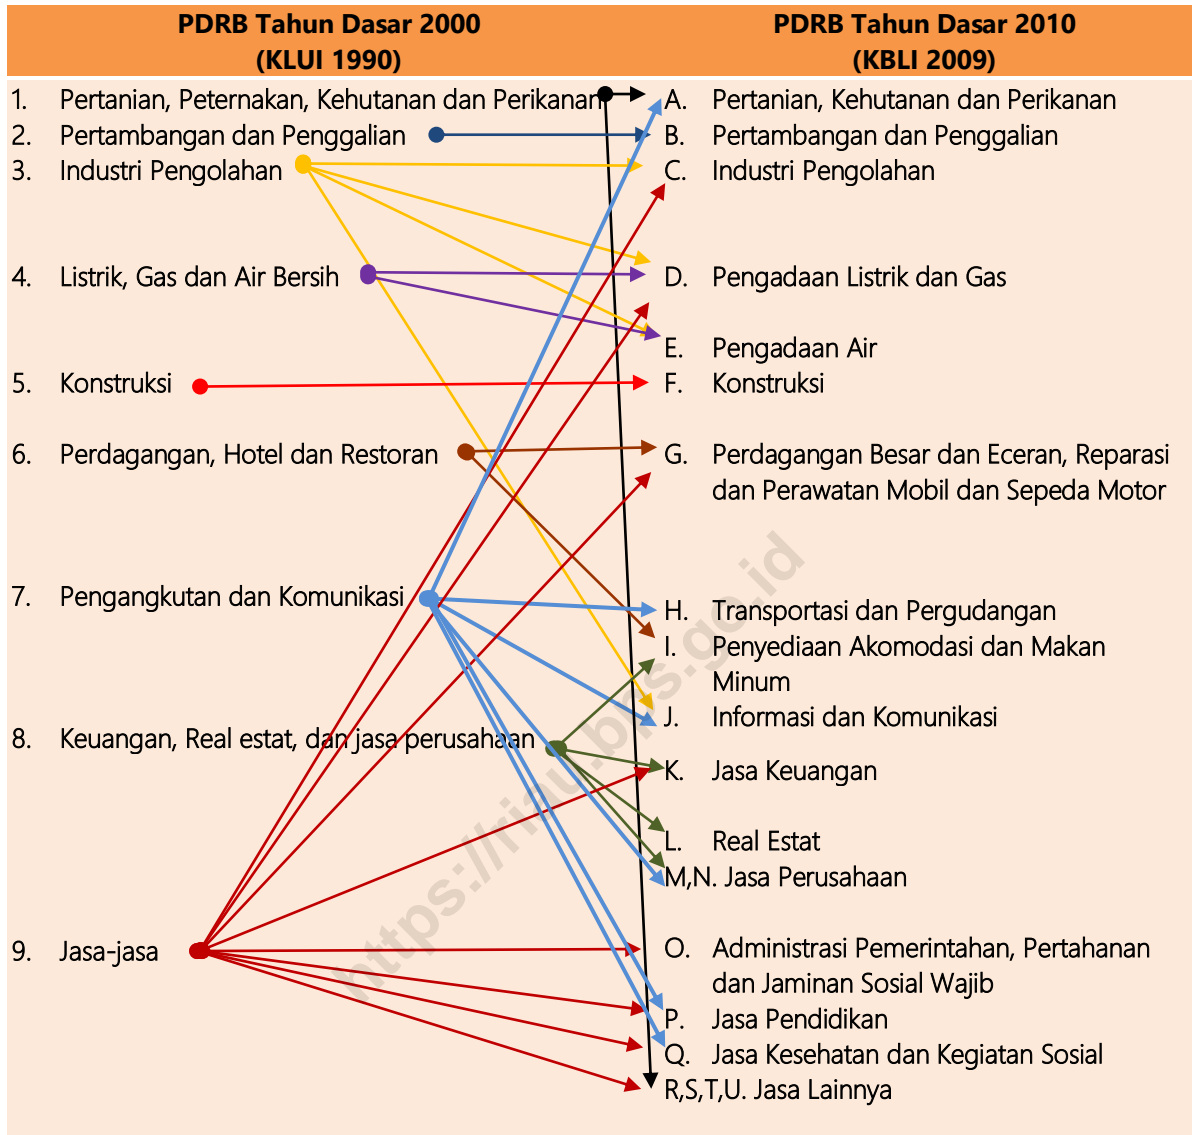 PDRB Tahun Dasar 2000
(KLUI 1990)
PDRB Tahun Dasar 2010
(KBLI 2009)
1. Pertanian, Peternakan, Kehutanan dan Perikanan
2. Pertambangan dan Penggalian
3. Industri Pengolahan
4. Listrik, Gas dan Air Bersih
5. Konstruksi
6. Perdagangan, Hotel dan Restoran
7. Pengangkutan dan Komunikasi
8. Keuangan, Real estat, dan jasa perusahaan
9. Jasa-jasa
A. Pertanian, Kehutanan dan Perikanan
B. Pertambangan dan Penggalian
C. Industri Pengolahan
D. Pengadaan Listrik dan Gas
E. Pengadaan Air
F. Konstruksi
G. Perdagangan Besar dan Eceran, Reparasi
dan Perawatan Mobil dan Sepeda Motor
H. Transportasi dan Pergudangan
I. Penyediaan Akomodasi dan Makan
Minum
J. Informasi dan Komunikasi
K. Jasa Keuangan
L. Real Estat
M,N. Jasa Perusahaan
O. Administrasi Pemerintahan, Pertahanan
dan Jaminan Sosial Wajib
P. Jasa Pendidikan
Q. Jasa Kesehatan dan Kegiatan Sosial
R,S,T,U. Jasa Lainnya
https://riau.bps.go.id